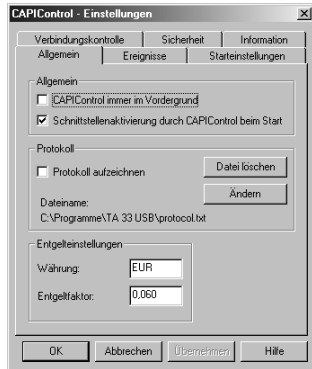 CAPIControl - Einstellungen
Verbindungskontrolle Sicherheit Information
Allgemein Ereignisse Starteinstellungen
Allgemein
CAPIControl immer im Vordergrund
Schnittstellenaktivierung durch CAPIControl beim Start
Protokoll
Protokoll aufzeichnen
Datei löschen
Ändern
Dateiname:
C:\Programme\TA 33 USB\protocol.txt
Entgelteinstellungen
Währung: EUR
Entgeltfaktor: 0,060
OK Abbrechen Übernehmen Hilfe